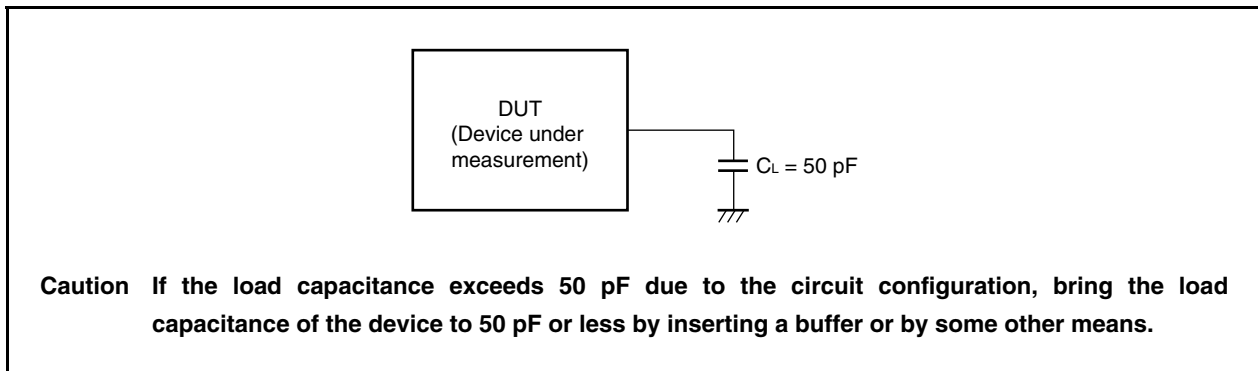 DUT
(Device under
measurement)
CL = 50 pF
Caution If the load capacitance exceeds 50 pF due to the circuit configuration, bring the load
capacitance of the device to 50 pF or less by inserting a buffer or by some other means.